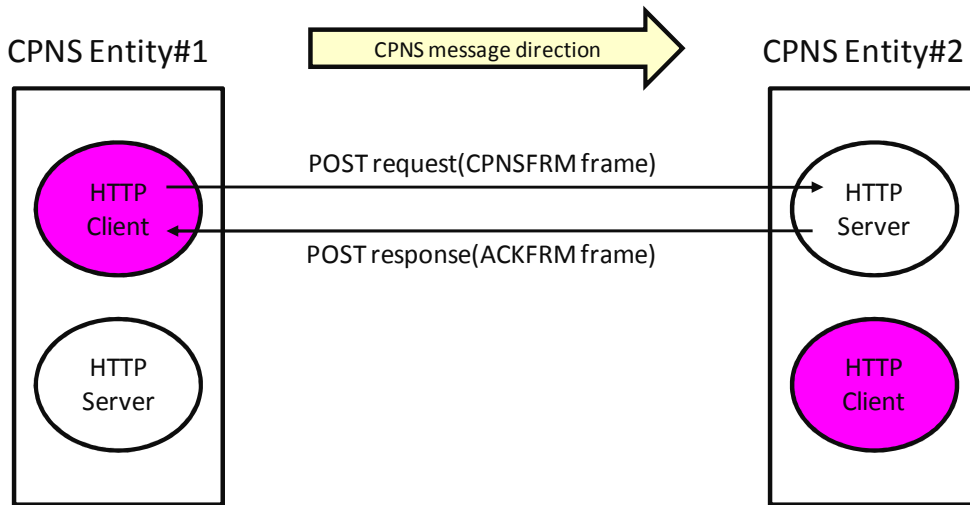 CPNS Entity#1
CPNS message direction
CPNS Entity#2
POST request(CPNSFRM frame)
HTTP
Client
HTTP
Server
POST response(ACKFRM frame)
HTTP
Server
HTTP
Client